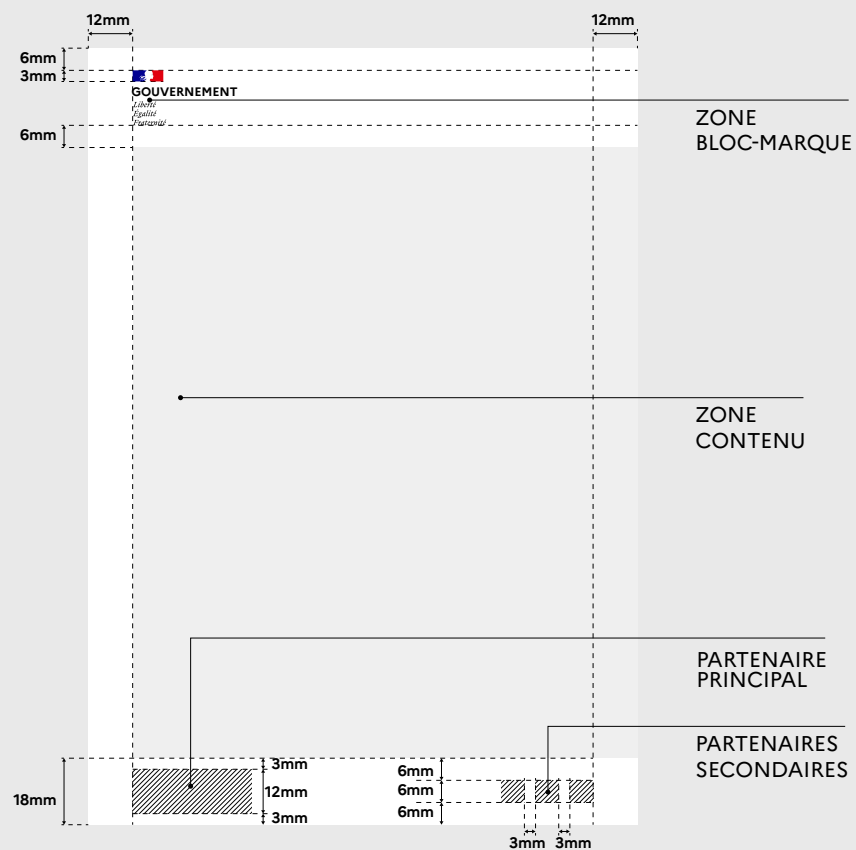 12mm
12mm
6mm
3mm
GOUVERNEMENT
Liberté
Égalité
Fraternité
ZONE
BLOC-MARQUE
6mm
ZONE
CONTENU
PARTENAIRE
PRINCIPAL
PARTENAIRES
SECONDAIRES
3mm
6mm
18mm
12mm
6mm
3mm
6mm
3mm
3mm